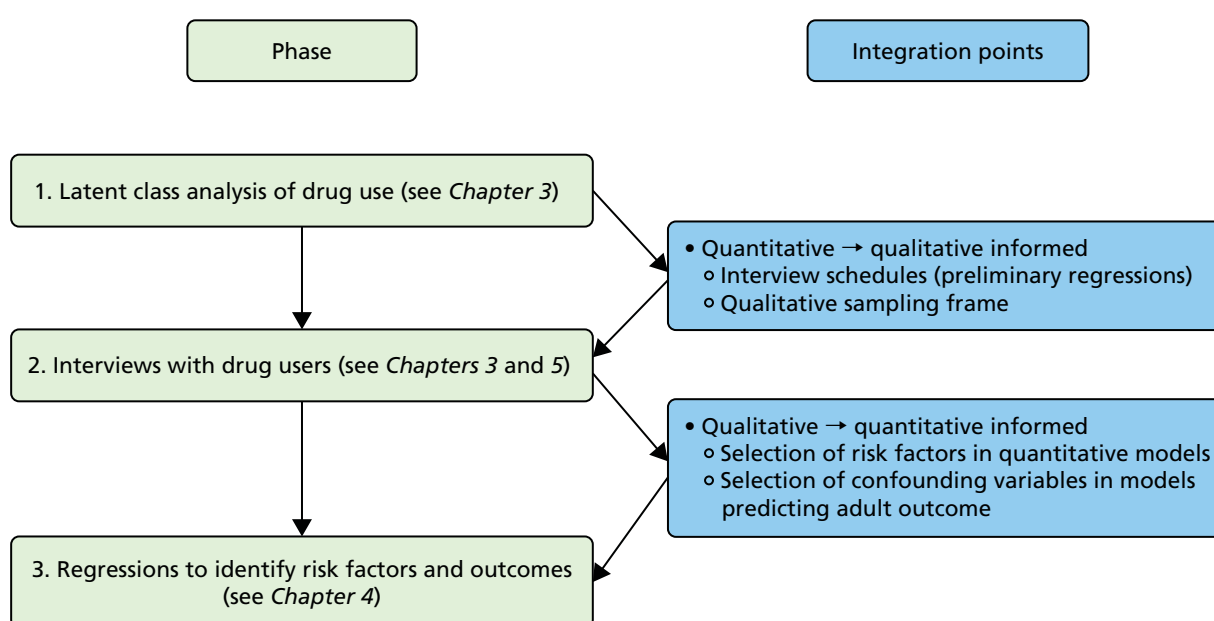 Phase
Integration points
1. Latent class analysis of drug use (see Chapter 3)
• Quantitative → qualitative informed
Interview schedules (preliminary regressions)
Qualitative sampling frame
2. Interviews with drug users (see Chapters 3 and 5)
• Qualitative → quantitative informed
Selection of risk factors in quantitative models
Selection of confounding variables in models
predicting adult outcome
3. Regressions to identify risk factors and outcomes
(see Chapter 4)